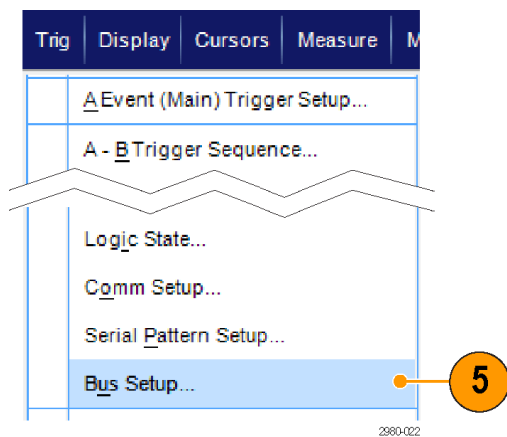 Trig Display Cursors Measure M
A Event (Main) Trigger Setup...
A - B Trigger Sequence...
Logic State...
Comm Setup...
Serial Pattern Setup...
Bus Setup...
5
2980-022